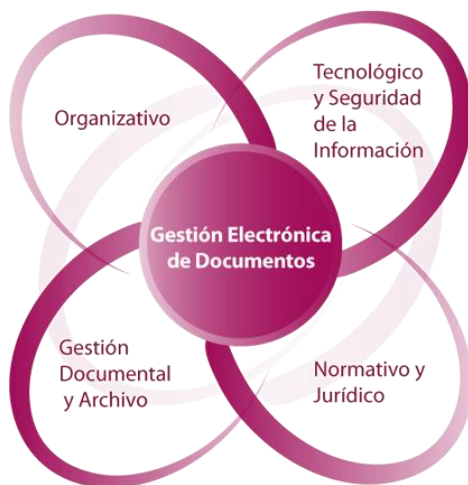 Organizativo
Tecnológico
y Seguridad
de la
Información
Gestión Electrónica
de Documentos
Gestión
Documental
y Archivo
Normativo y
Jurídico